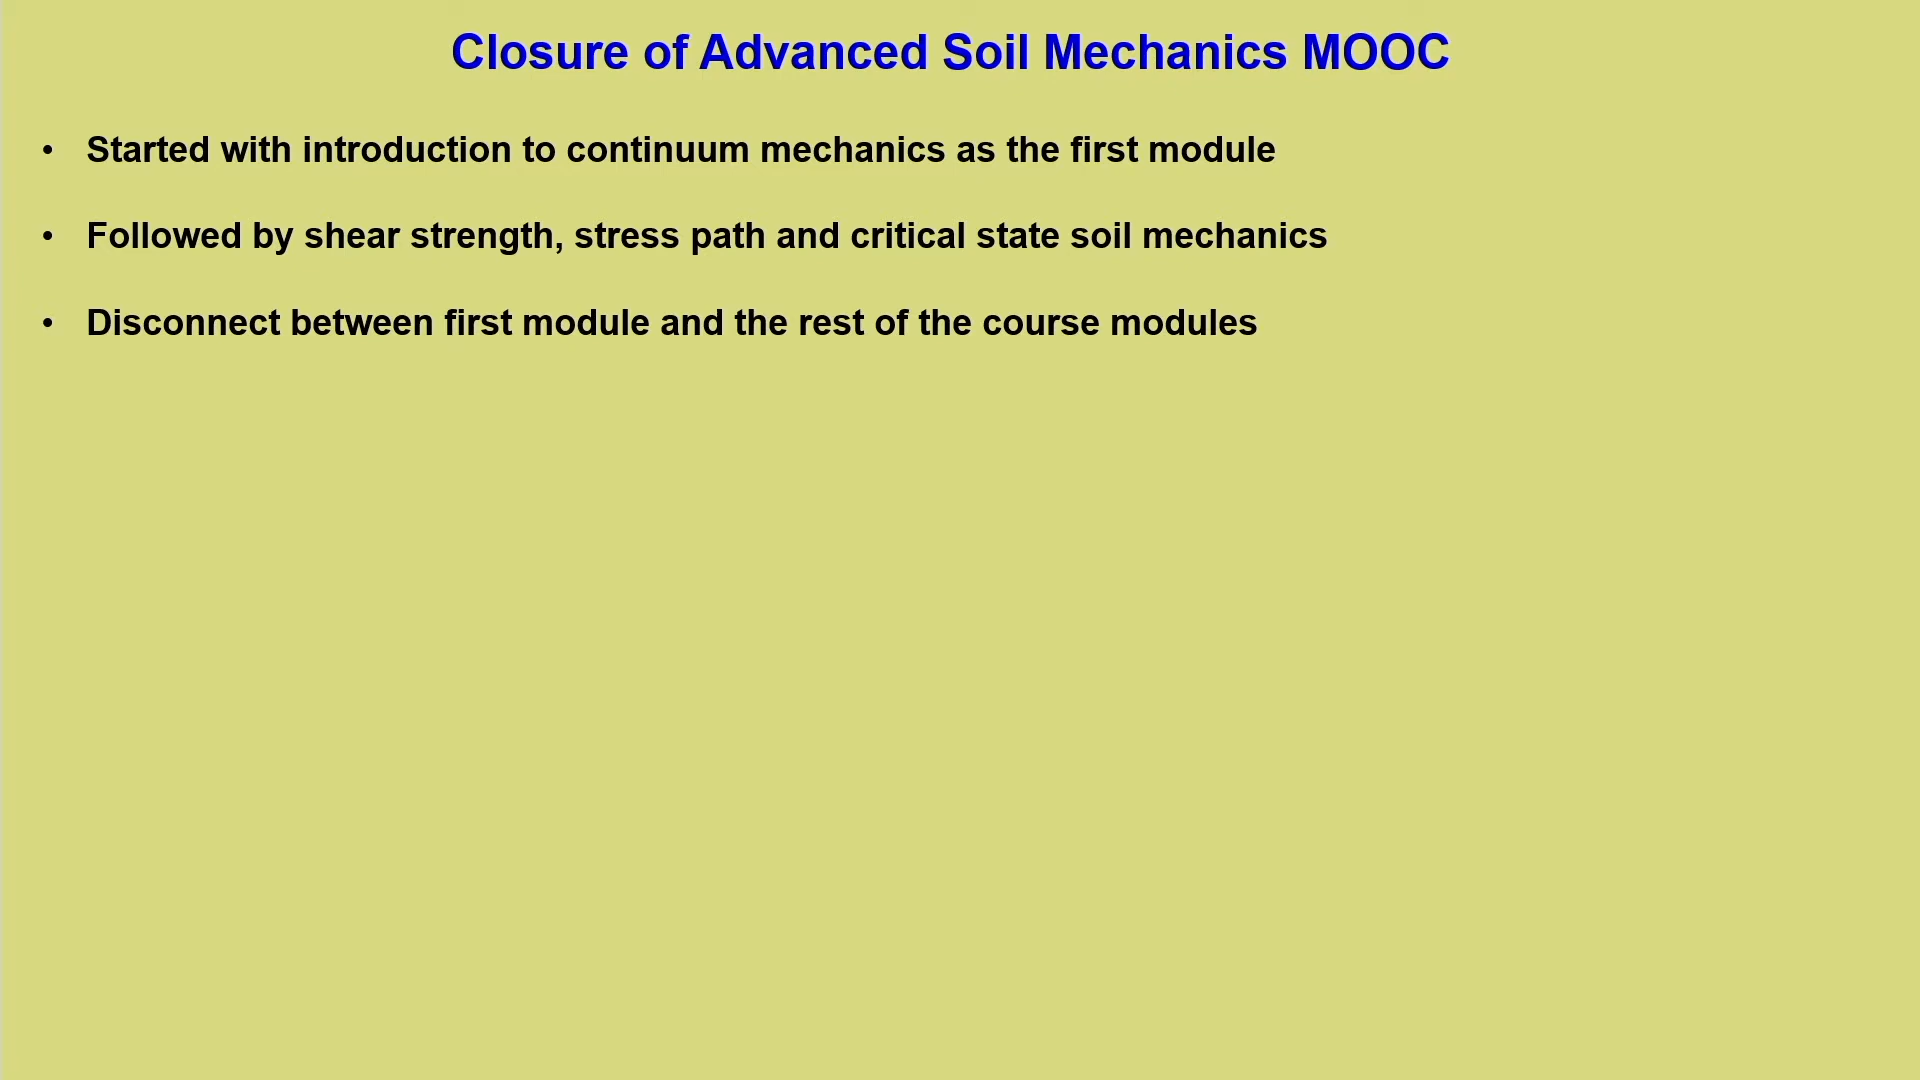 Closure of Advanced Soil Mechanics MOOC
• Started with introduction to continuum mechanics as the first module
• Followed by shear strength, stress path and critical state soil mechanics
• Disconnect between first module and the rest of the course modules